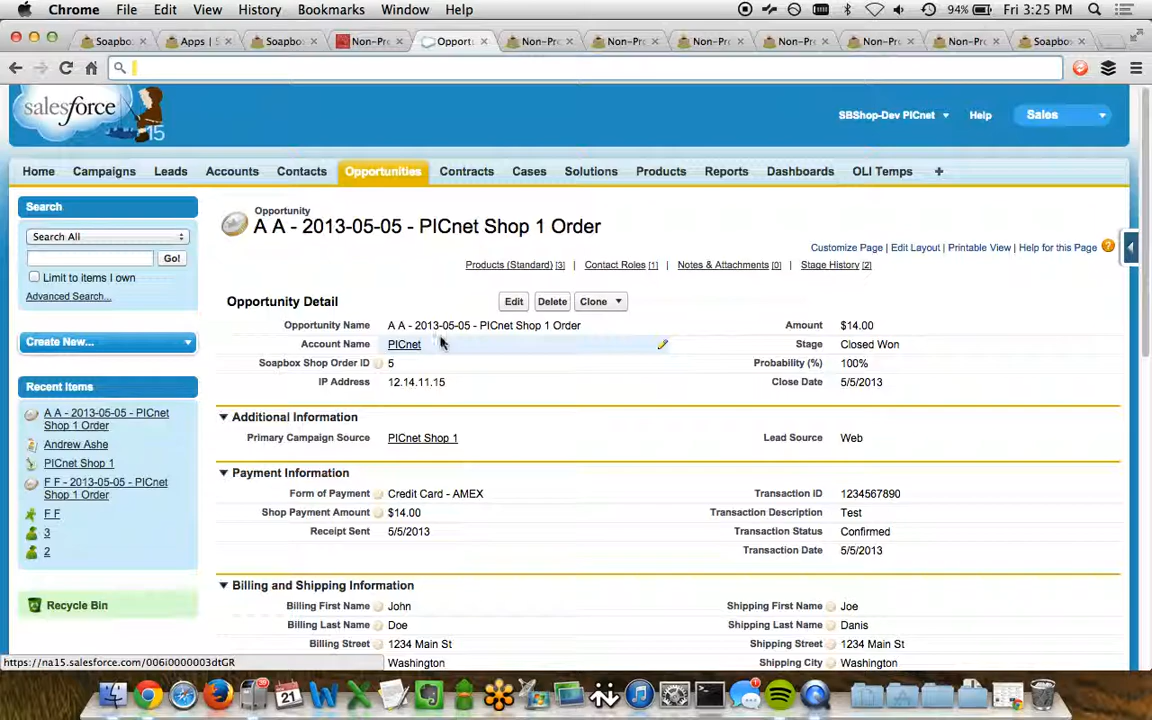 Chrome File Edit View History Bookmarks Window Help 94% Fri 3:25 PM
Soapbo: Apps | S Soapbo: Non-Pr Opportu Non-Pro Non-Pro Non-Pro Non-Pro Non-Pro Non-Pro Soapbo
salesforce
15
SBShop-Dev PICnet Help Sales
Home Campaigns Leads Accounts Contacts Opportunities Contracts Cases Solutions Products Reports Dashboards OLI Temps +
Search
Search All
Go!
Limit to items I own
Advanced Search...
Create New...
Recent Items
A A - 2013-05-05 - PICnet
Shop 1 Order
Andrew Ashe
PICnet Shop 1
F F - 2013-05-05 - PICnet
Shop 1 Order
F F
3
2
Recycle Bin
Opportunity
A A - 2013-05-05 - PICnet Shop 1 Order
Customize Page | Edit Layout | Printable View | Help for this Page ?
Products (Standard) [3] | Contact Roles [1] | Notes & Attachments [0] | Stage History [2]
Opportunity Detail Edit Delete Clone
Opportunity Name A A - 2013-05-05 - PICnet Shop 1 Order Amount $14.00
Account Name PICnet Stage Closed Won
Soapbox Shop Order ID 5 Probability (%) 100%
IP Address 12.14.11.15 Close Date 5/5/2013
Additional Information
Primary Campaign Source PICnet Shop 1 Lead Source Web
Payment Information
Form of Payment Credit Card - AMEX Transaction ID 1234567890
Shop Payment Amount $14.00 Transaction Description Test
Receipt Sent 5/5/2013 Transaction Status Confirmed
Transaction Date 5/5/2013
Billing and Shipping Information
Billing First Name John Shipping First Name Joe
Billing Last Name Doe Shipping Last Name Danis
Billing Street 1234 Main St Shipping Street 1234 Main St
Washington Shipping City Washington
https://na15.salesforce.com/006i0000003dtGR
21